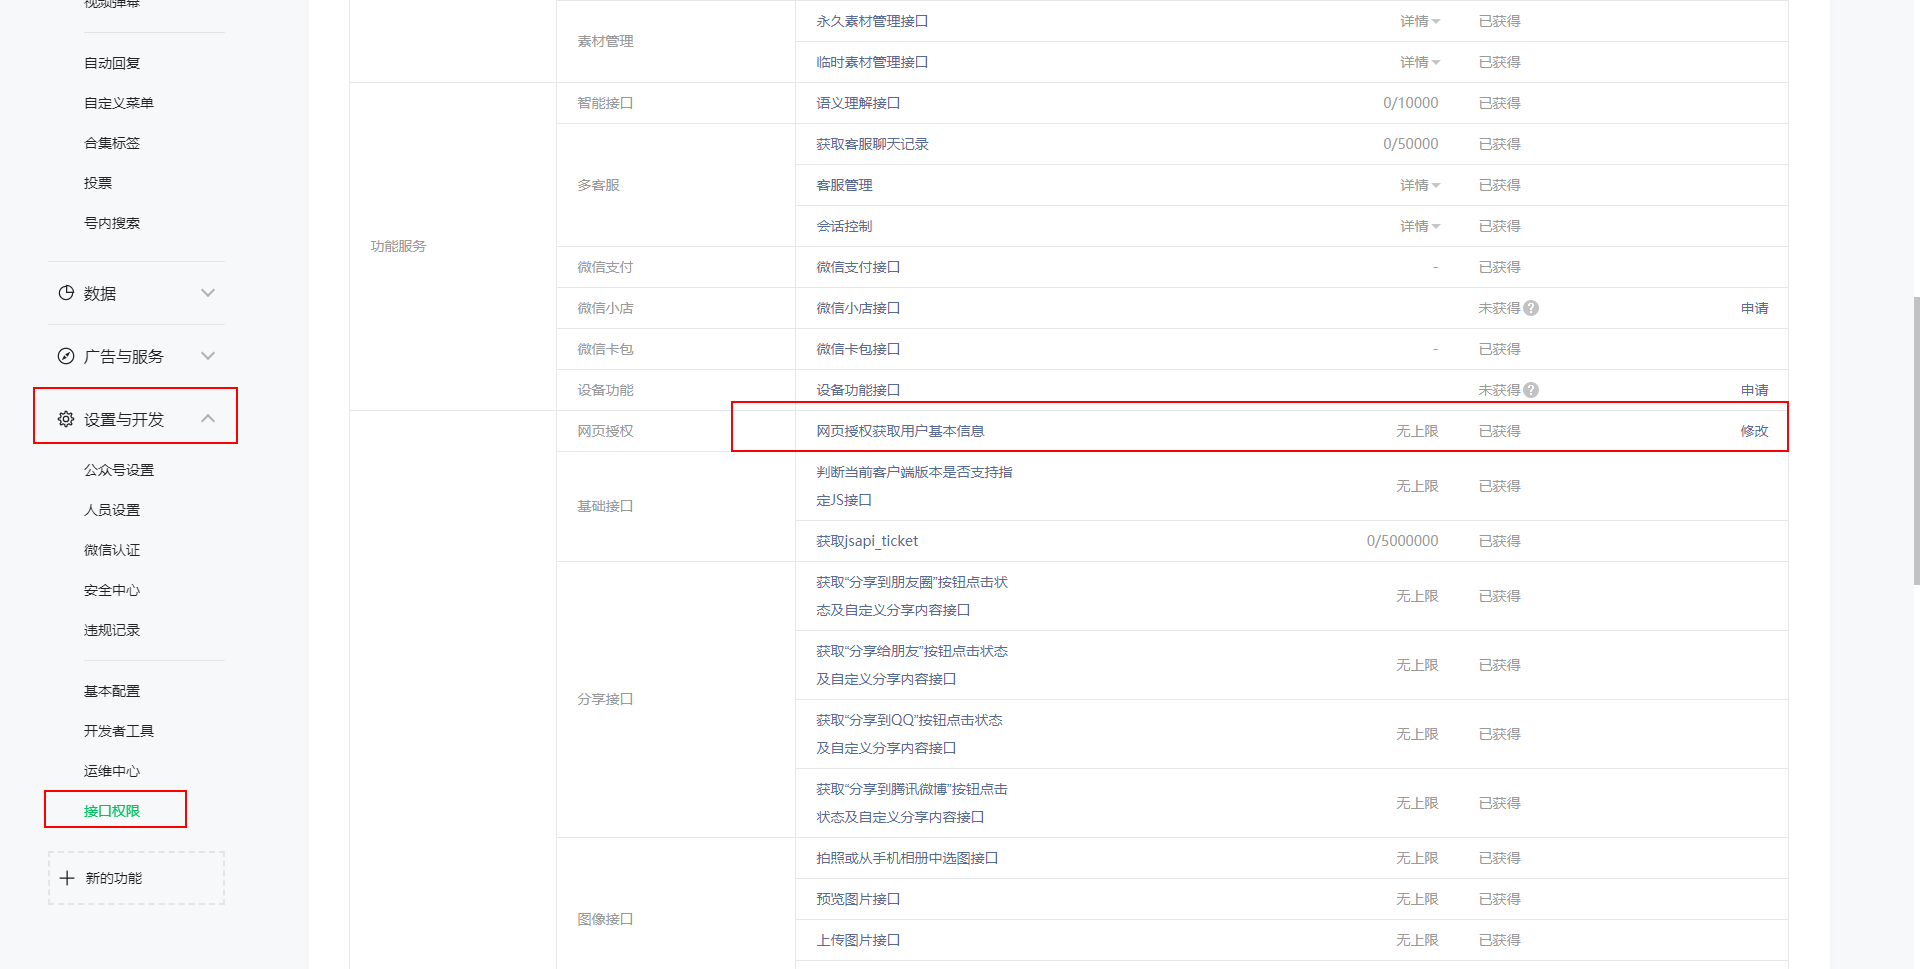 视频弹幕
自动回复
自定义菜单
合集标签
投票
号内搜索
数据
广告与服务
设置与开发
公众号设置
人员设置
微信认证
安全中心
违规记录
基本配置
开发者工具
运维中心
接口权限
新的功能
素材管理
永久素材管理接口 详情 已获得
临时素材管理接口 详情 已获得
功能服务
智能接口 语义理解接口 0/10000 已获得
多客服
获取客服聊天记录 0/50000 已获得
客服管理 详情 已获得
会话控制 详情 已获得
微信支付 微信支付接口 - 已获得
微信小店 微信小店接口 未获得 ? 申请
微信卡包 微信卡包接口 - 已获得
设备功能 设备功能接口 未获得 ? 申请
网页授权 网页授权获取用户基本信息 无上限 已获得 修改
基础接口
判断当前客户端版本是否支持指
定JS接口 无上限 已获得
获取jsapi_ticket 0/5000000 已获得
分享接口
获取“分享到朋友圈”按钮点击状
态及自定义分享内容接口 无上限 已获得
获取“分享给朋友”按钮点击状态
及自定义分享内容接口 无上限 已获得
获取“分享到QQ”按钮点击状态
及自定义分享内容接口 无上限 已获得
获取“分享到腾讯微博”按钮点击
状态及自定义分享内容接口 无上限 已获得
图像接口
拍照或从手机相册中选图接口 无上限 已获得
预览图片接口 无上限 已获得
上传图片接口 无上限 已获得